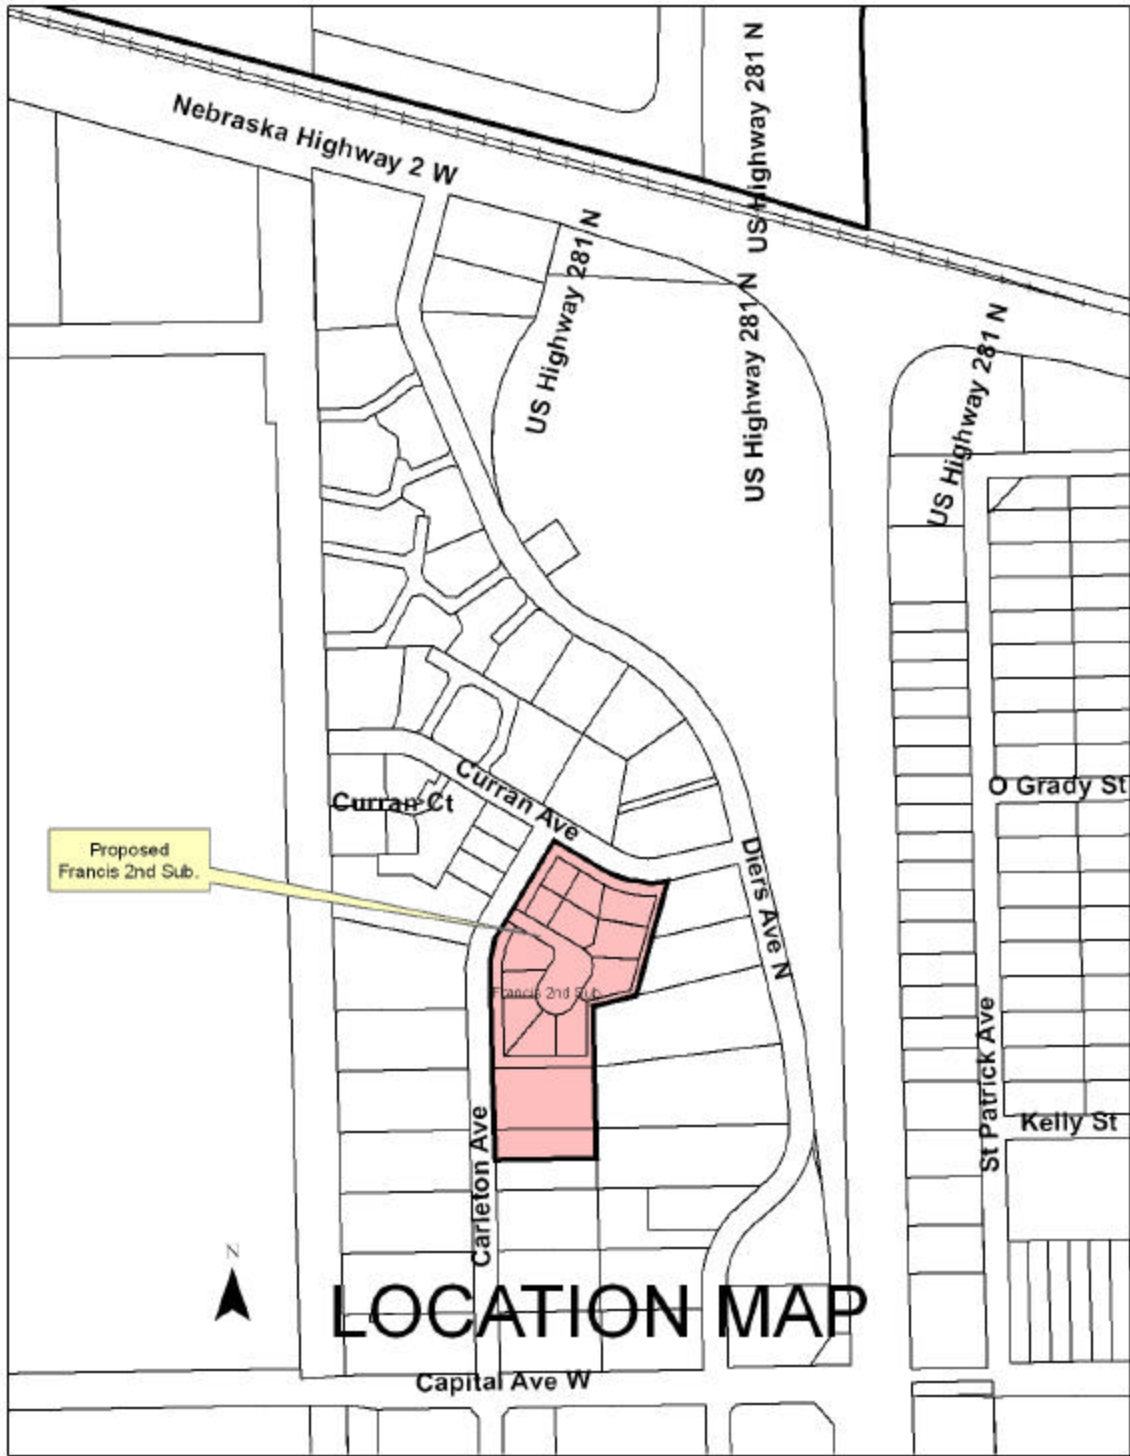 US Highway 281 N
Nebraska Highway 2 W
US Highway 281 N
US Highway 281 N
US Highway 281 N
O Grady St
Curran Ave
Curran Ct
Proposed
Francis 2nd Sub.
Diers Ave N
Francis 2nd Sub.
St Patrick Ave
Kelly St
Carleton Ave
N
LOCATION MAP
Capital Ave W